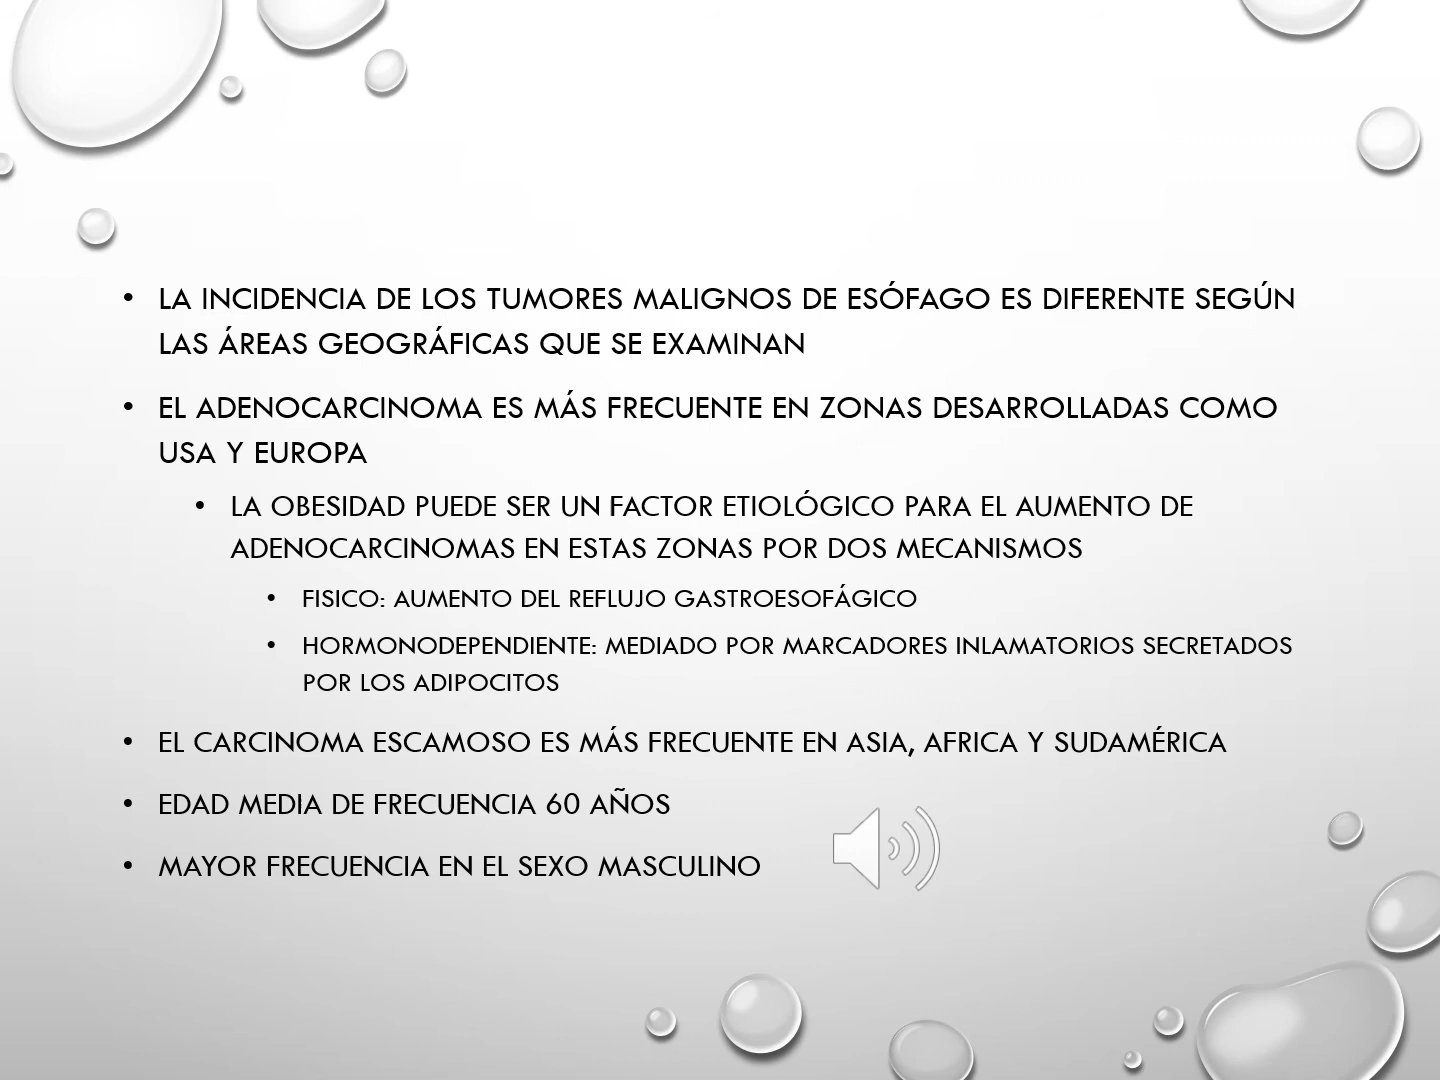 • LA INCIDENCIA DE LOS TUMORES MALIGNOS DE ESÓFAGO ES DIFERENTE SEGÚN
LAS ÁREAS GEOGRÁFICAS QUE SE EXAMINAN
• EL ADENOCARCINOMA ES MÁS FRECUENTE EN ZONAS DESARROLLADAS COMO
USA Y EUROPA
• LA OBESIDAD PUEDE SER UN FACTOR ETIOLÓGICO PARA EL AUMENTO DE
ADENOCARCINOMAS EN ESTAS ZONAS POR DOS MECANISMOS
• FISICO: AUMENTO DEL REFLUJO GASTROESOFÁGICO
• HORMONODEPENDIENTE: MEDIADO POR MARCADORES INLAMATORIOS SECRETADOS
POR LOS ADIPOCITOS
• EL CARCINOMA ESCAMOSO ES MÁS FRECUENTE EN ASIA, AFRICA Y SUDAMÉRICA
• EDAD MEDIA DE FRECUENCIA 60 AÑOS
• MAYOR FRECUENCIA EN EL SEXO MASCULINO